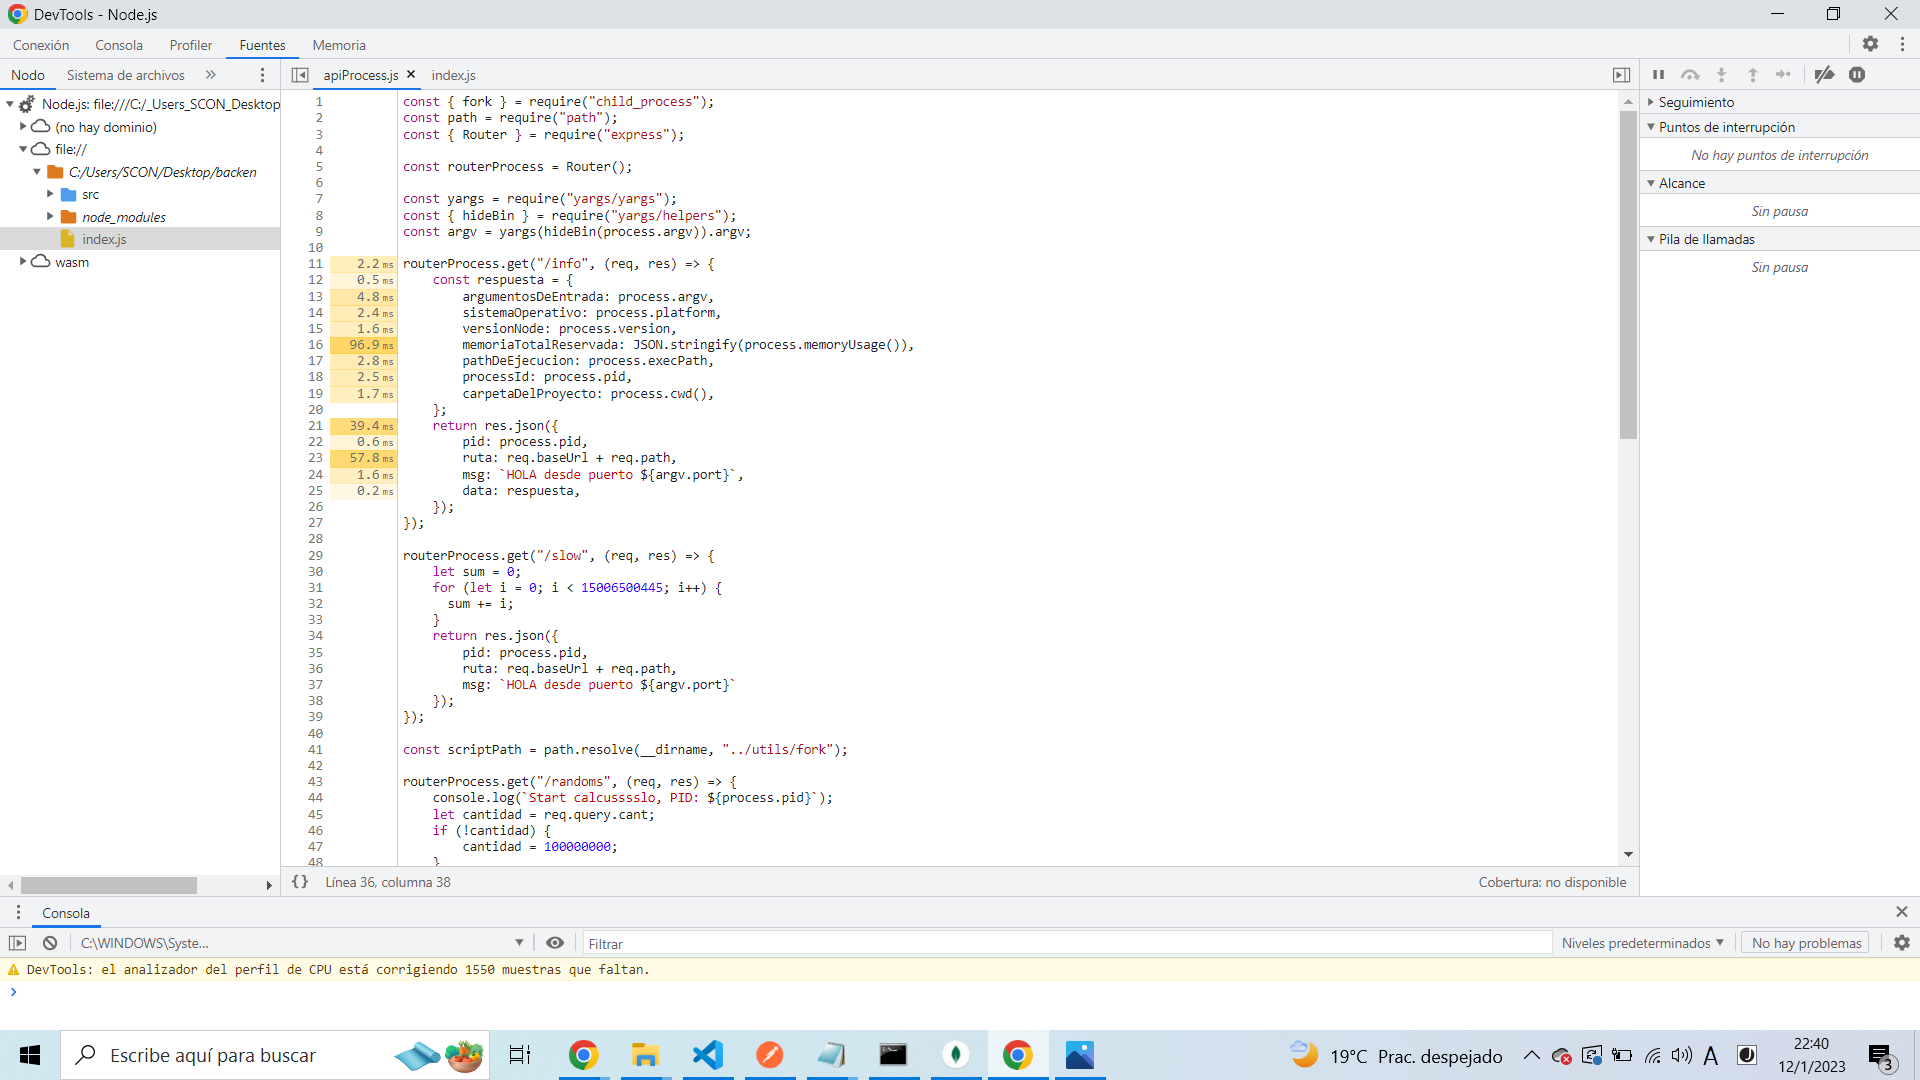 DevTools - Node.js
Conexión Consola Profiler Fuentes Memoria
Nodo Sistema de archivos »
apiProcess.js × index.js
Node.js: file:///C:/_Users_SCON_Desktop
(no hay dominio)
file://
C:/Users/SCON/Desktop/backen
src
node_modules
index.js
wasm
1 const { fork } = require("child_process");
2 const path = require("path");
3 const { Router } = require("express");
4
5 const routerProcess = Router();
6
7 const yargs = require("yargs/yargs");
8 const { hideBin } = require("yargs/helpers");
9 const argv = yargs(hideBin(process.argv)).argv;
10
11 2.2 ms routerProcess.get("/info", (req, res) => {
12 0.5 ms const respuesta = {
13 4.8 ms argumentosDeEntrada: process.argv,
14 2.4 ms sistemaOperativo: process.platform,
15 1.6 ms versionNode: process.version,
16 96.9 ms memoriaTotalReservada: JSON.stringify(process.memoryUsage()),
17 2.8 ms pathDeEjecucion: process.execPath,
18 2.5 ms processId: process.pid,
19 1.7 ms carpetaDelProyecto: process.cwd(),
20 };
21 39.4 ms return res.json({
22 0.6 ms pid: process.pid,
23 57.8 ms ruta: req.baseUrl + req.path,
24 1.6 ms msg: `HOLA desde puerto ${argv.port}`,
25 0.2 ms data: respuesta,
26 });
27 });
28
29 routerProcess.get("/slow", (req, res) => {
30 let sum = 0;
31 for (let i = 0; i < 15006500445; i++) {
32 sum += i;
33 }
34 return res.json({
35 pid: process.pid,
36 ruta: req.baseUrl + req.path,
37 msg: `HOLA desde puerto ${argv.port}`
38 });
39 });
40
41 const scriptPath = path.resolve(__dirname, "../utils/fork");
42
43 routerProcess.get("/randoms", (req, res) => {
44 console.log(`Start calcusssslo, PID: ${process.pid}`);
45 let cantidad = req.query.cant;
46 if (!cantidad) {
47 cantidad = 100000000;
48 }
{} Línea 36, columna 38 Cobertura: no disponible
Seguimiento
Puntos de interrupción
No hay puntos de interrupción
Alcance
Sin pausa
Pila de llamadas
Sin pausa
Consola
C:\WINDOWS\Syste... Filtrar Niveles predeterminados No hay problemas
DevTools: el analizador del perfil de CPU está corrigiendo 1550 muestras que faltan.
Escribe aquí para buscar
19°C Prac. despejado
A
22:40
12/1/2023
3